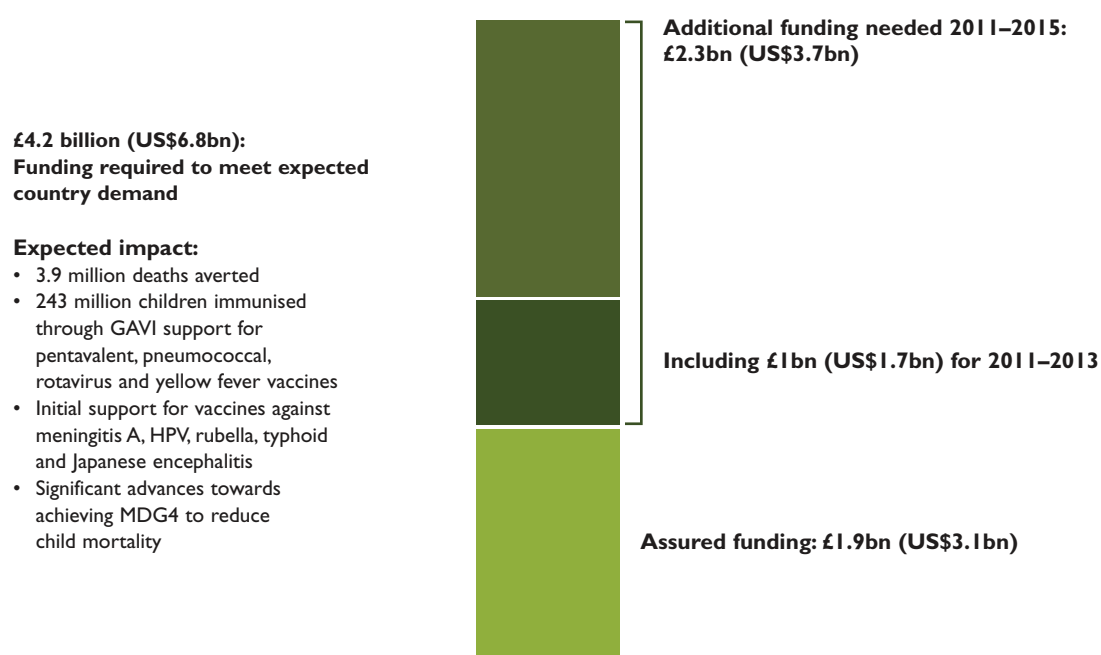 £4.2 billion (US$6.8bn):
Funding required to meet expected
country demand
Expected impact:
• 3.9 million deaths averted
• 243 million children immunised
through GAVI support for
pentavalent, pneumococcal,
rotavirus and yellow fever vaccines
• Initial support for vaccines against
meningitis A, HPV, rubella, typhoid
and Japanese encephalitis
• Significant advances towards
achieving MDG4 to reduce
child mortality
Additional funding needed 2011–2015:
£2.3bn (US$3.7bn)
Including £1bn (US$1.7bn) for 2011–2013
Assured funding: £1.9bn (US$3.1bn)